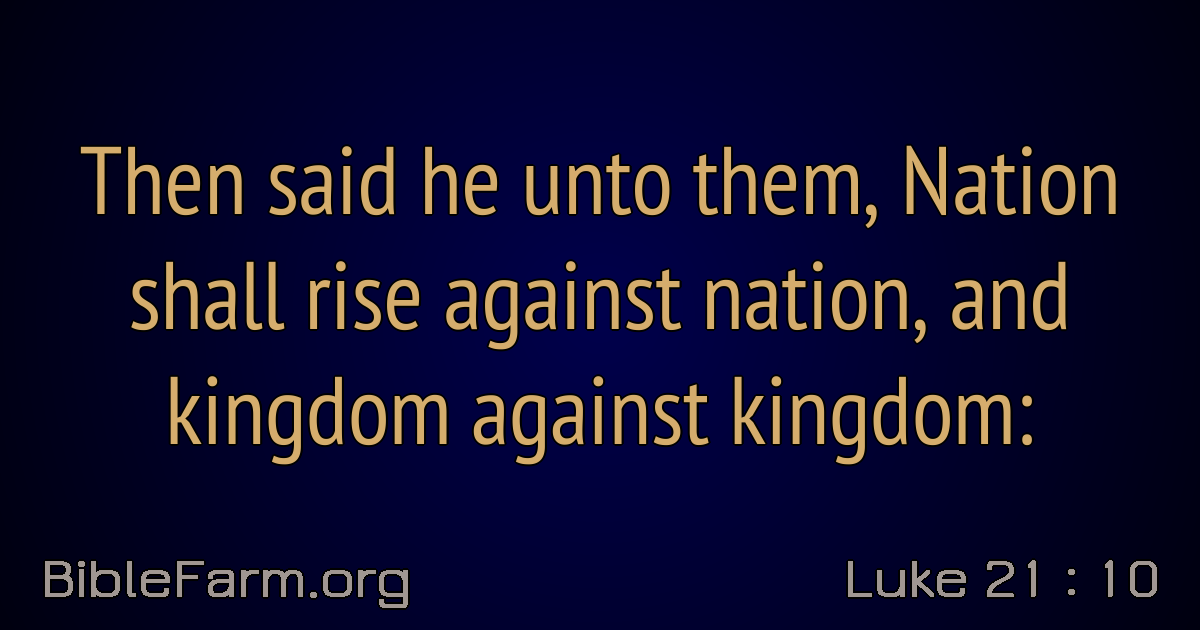 Then said he unto them, Nation
shall rise against nation, and
kingdom against kingdom:
BibleFarm.org
Luke 21 : 10